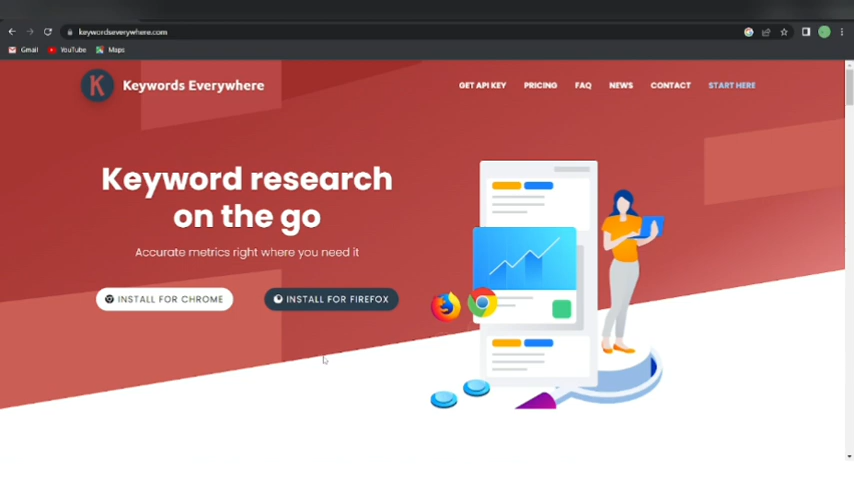 keywordseverywhere.com
Gmail YouTube Maps
K Keywords Everywhere
GET API KEY PRICING FAQ NEWS CONTACT START HERE
Keyword research
on the go
Accurate metrics right where you need it
INSTALL FOR CHROME INSTALL FOR FIREFOX